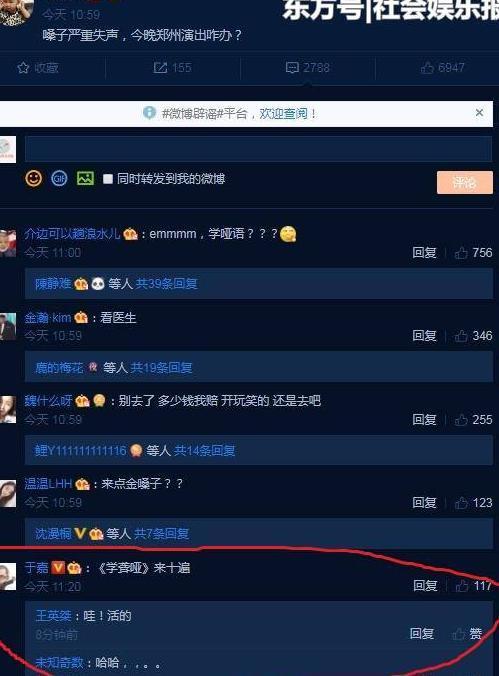 今天 10:59
东方号|社会娱乐报
嗓子严重失声，今晚郑州演出咋办？
收藏 155 2788 6947
#微博辟谣#平台，欢迎查阅！ ×
GIF 同时转发到我的微博 评论
介边可以趟浪水儿：emmmm，学哑语？？？
今天 11:00 回复 756
陳静难 等人 共39条回复
金瀚·kim：看医生
今天 10:59 回复 346
鹿的梅花 等人 共19条回复
魏什么呀：别去了 多少钱我赔 开玩笑的 还是去吧
今天 10:59 回复 255
鲤Y111111111116 等人 共14条回复
温温LHH：来点金嗓子？？
今天 10:59 回复 123
沈漫桐 等人 共7条回复
于嘉：《学聋哑》来十遍
今天 11:20 回复 117
王英桀：哇！活的
8分钟前 回复 赞
未知奇数：哈哈，，。。